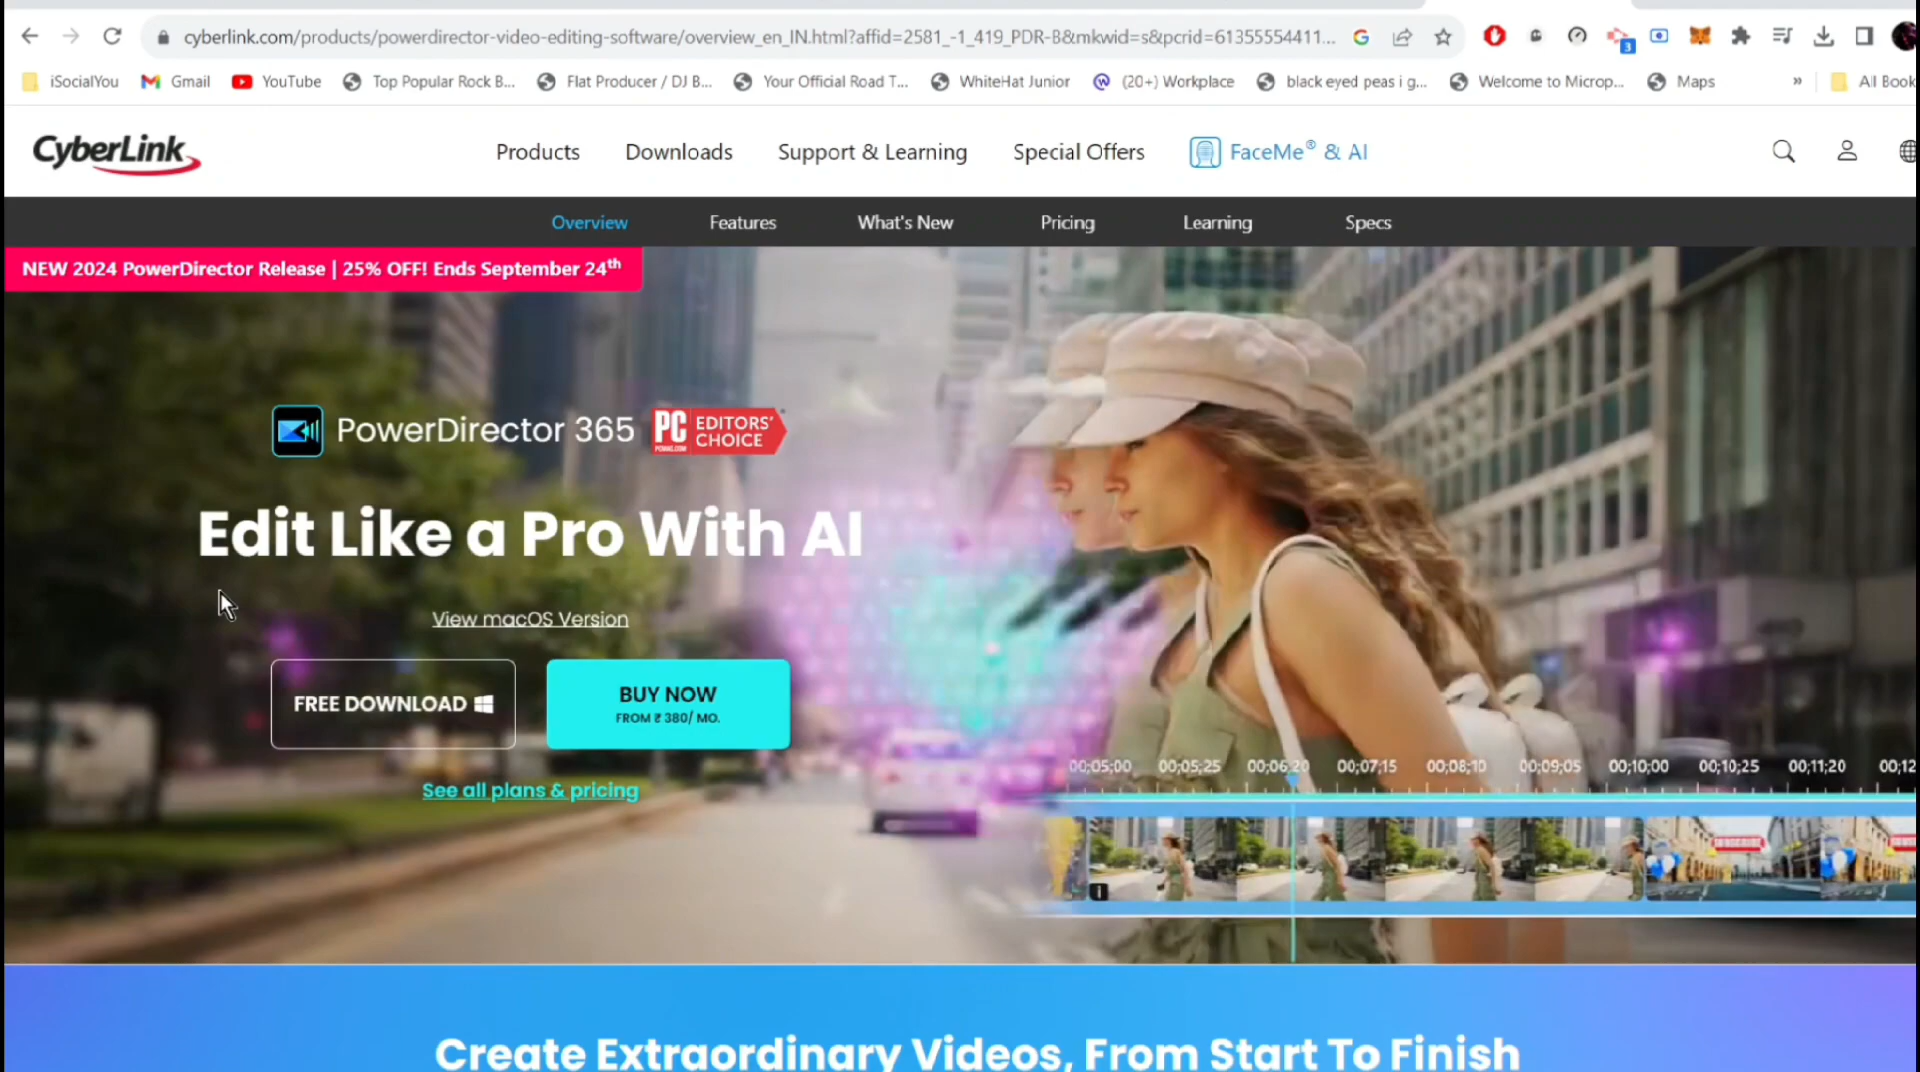 cyberlink.com/products/powerdirector-video-editing-software/overview_en_IN.html?affid=2581_-1_419_PDR-B&mkwid=s&pcrid=61355554411...
3
iSocialYou
Gmail
YouTube
Top Popular Rock B...
Flat Producer / DJ B...
Your Official Road T...
WhiteHat Junior
(20+) Workplace
black eyed peas i g...
Welcome to Microp...
Maps
»
All Book
CyberLink
Products
Downloads
Support & Learning
Special Offers
FaceMe® & AI
Overview
Features
What's New
Pricing
Learning
Specs
NEW 2024 PowerDirector Release | 25% OFF! Ends September 24th
PowerDirector 365
PC
EDITORS'
CHOICE
Edit Like a Pro With AI
View macOS Version
FREE DOWNLOAD
BUY NOW
FROM ₹ 380/ MO.
See all plans & pricing
00;05;00 00;05;25 00;06;20 00;07;15 00;08;10 00;09;05 00;10;00 00;10;25 00;11;20 00;12
SUBSCRIBE
Create Extraordinary Videos, From Start To Finish